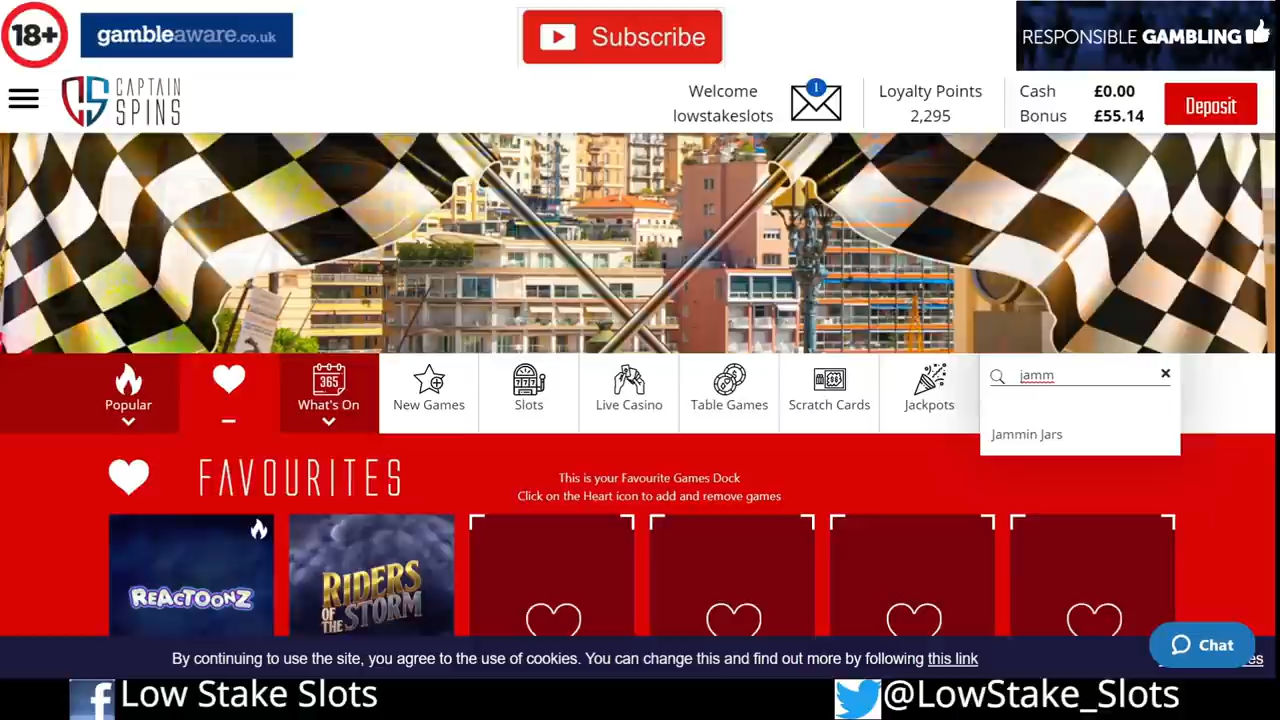 18+
gambleaware.co.uk
Subscribe
RESPONSIBLE GAMBLING
CAPTAIN
SPINS
Welcome
lowstakeslots
1
Loyalty Points
2,295
Cash £0.00
Bonus £55.14
Deposit
Popular
What's On
365
New Games
Slots
Live Casino
Table Games
Scratch Cards
Jackpots
jamm
Jammin Jars
FAVOURITES
This is your Favourite Games Dock
Click on the Heart icon to add and remove games
REACTOONZ
RIDERS
OF THE STORM
By continuing to use the site, you agree to the use of cookies. You can change this and find out more by following this link
Chat
Low Stake Slots
@LowStake_Slots